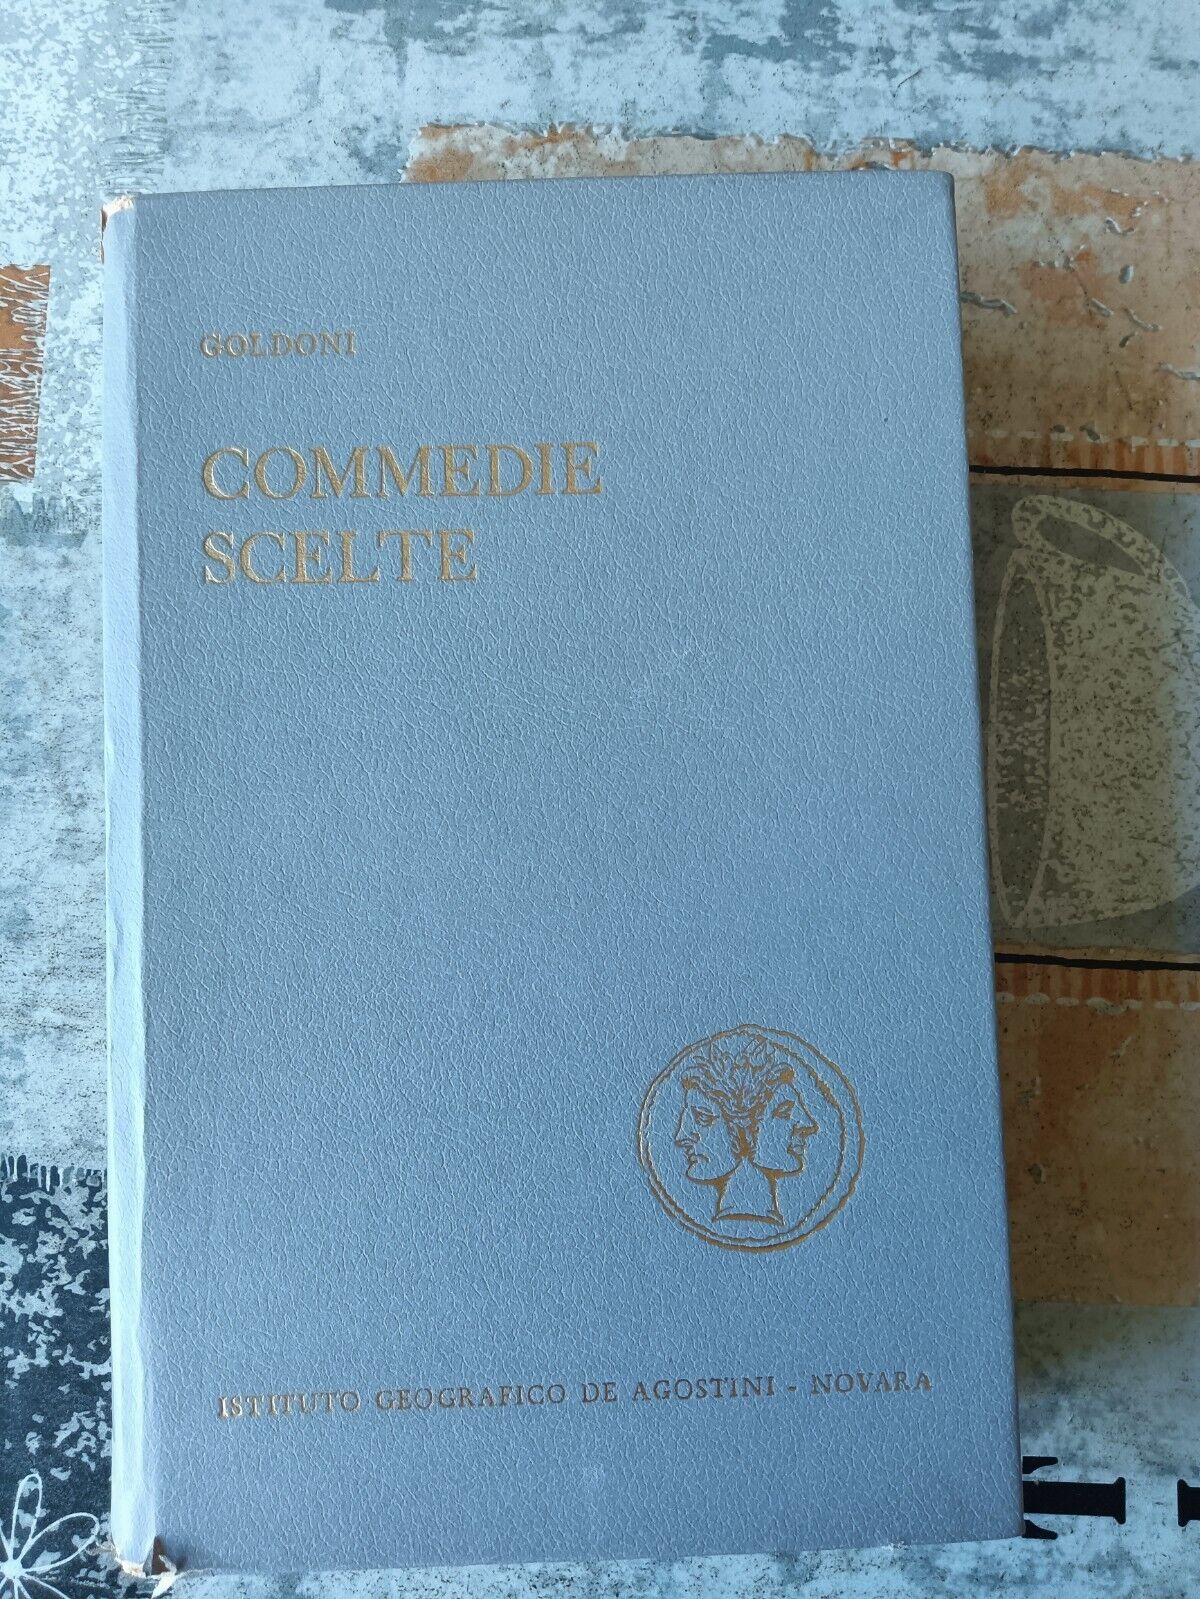 GOLDONI
COMMEDIE
SCELTE
ISTITUTO GEOGRAFICO DE AGOSTINI - NOVARA